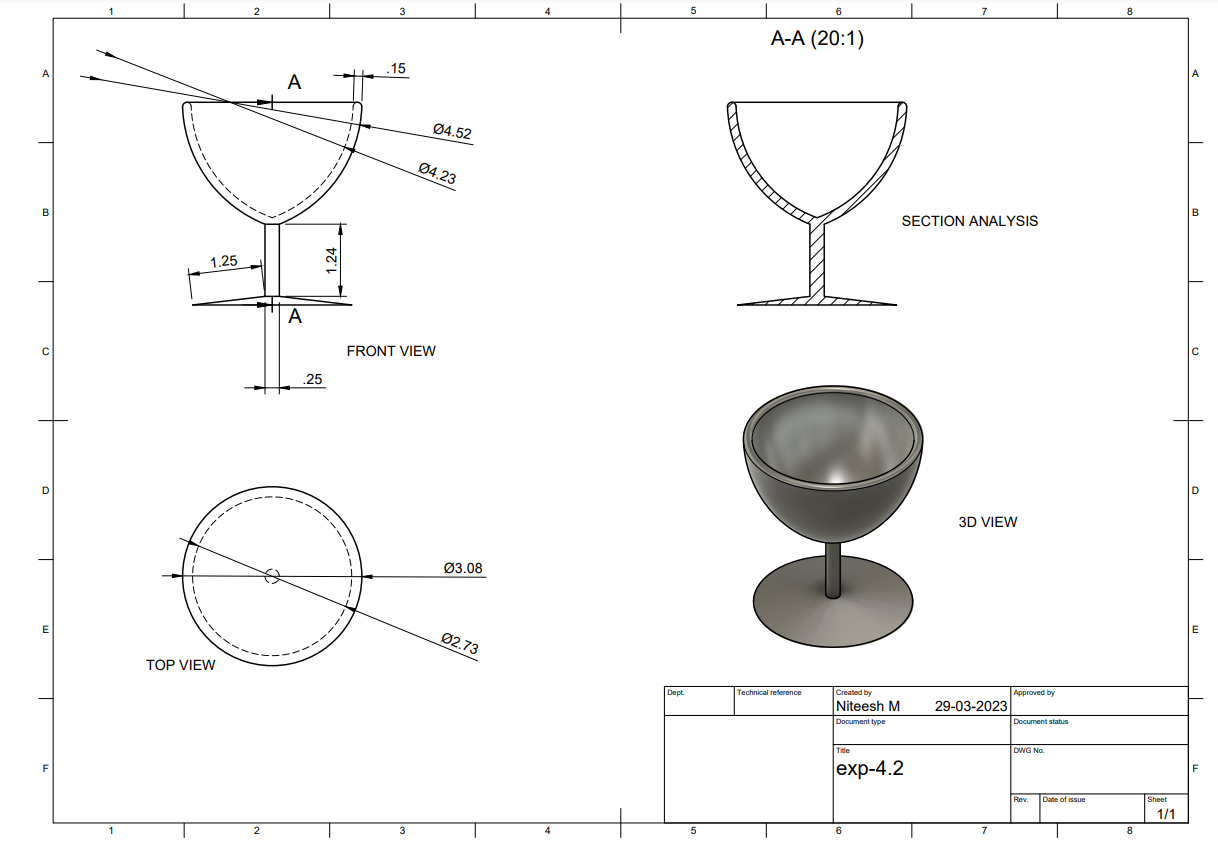 1 2 3 4 5 6 7 8
A-A (20:1)
A A
A .15
Ø4.52
Ø4.23
B B
SECTION ANALYSIS
1.25 1.24
A
C FRONT VIEW C
.25
D D
3D VIEW
Ø3.08
E E
Ø2.73
TOP VIEW
Dept. Technical reference Created by Approved by
Niteesh M 29-03-2023
Document type Document status
Title DWG No.
F exp-4.2 F
Rev. Date of issue Sheet
1/1
1 2 3 4 5 6 7 8